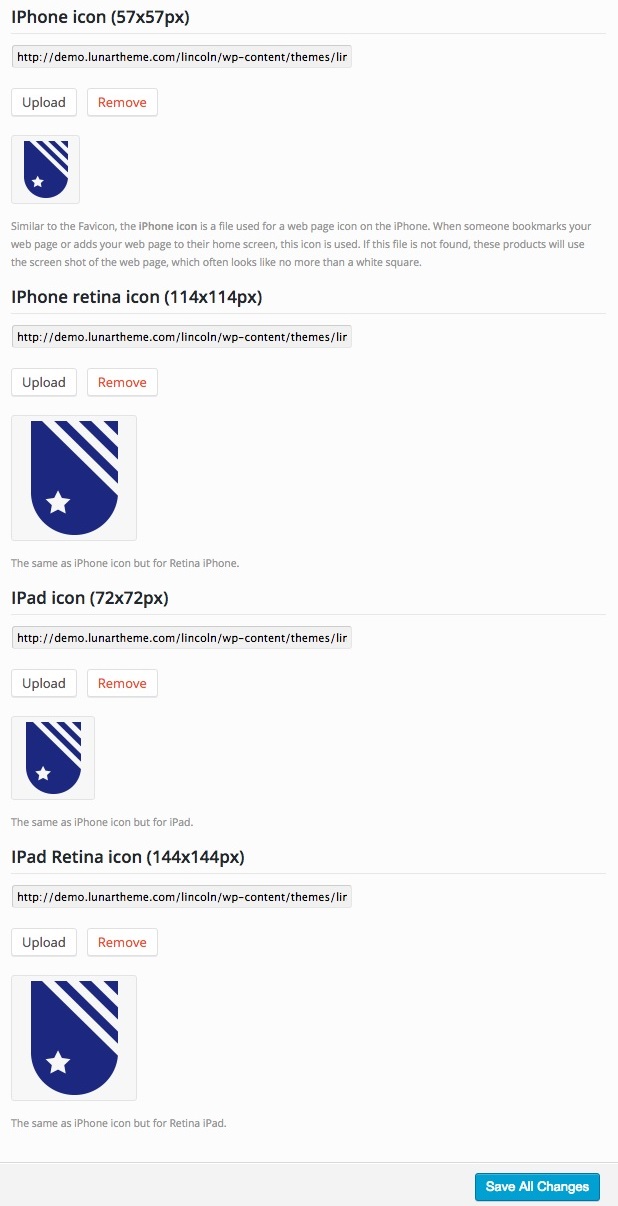 IPhone icon (57x57px)
http://demo.lunartheme.com/lincoln/wp-content/themes/lir
Upload Remove
Similar to the Favicon, the iPhone icon is a file used for a web page icon on the iPhone. When someone bookmarks your
web page or adds your web page to their home screen, this icon is used. If this file is not found, these products will use
the screen shot of the web page, which often looks like no more than a white square.
IPhone retina icon (114x114px)
http://demo.lunartheme.com/lincoln/wp-content/themes/lir
Upload Remove
The same as iPhone icon but for Retina iPhone.
IPad icon (72x72px)
http://demo.lunartheme.com/lincoln/wp-content/themes/lir
Upload Remove
The same as iPhone icon but for iPad.
IPad Retina icon (144x144px)
http://demo.lunartheme.com/lincoln/wp-content/themes/lir
Upload Remove
The same as iPhone icon but for Retina iPad.
Save All Changes